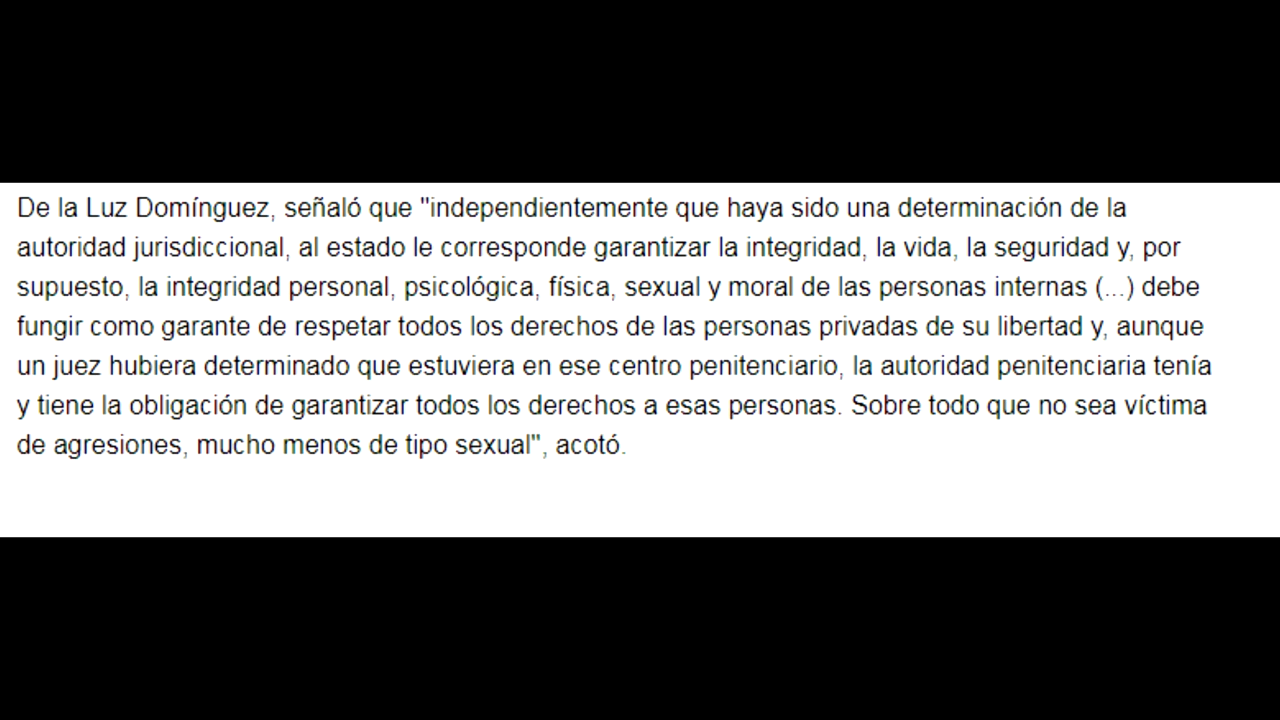 De la Luz Domínguez, señaló que "independientemente que haya sido una determinación de la
autoridad jurisdiccional, al estado le corresponde garantizar la integridad, la vida, la seguridad y, por
supuesto, la integridad personal, psicológica, física, sexual y moral de las personas internas (...) debe
fungir como garante de respetar todos los derechos de las personas privadas de su libertad y, aunque
un juez hubiera determinado que estuviera en ese centro penitenciario, la autoridad penitenciaria tenía
y tiene la obligación de garantizar todos los derechos a esas personas. Sobre todo que no sea víctima
de agresiones, mucho menos de tipo sexual", acotó.